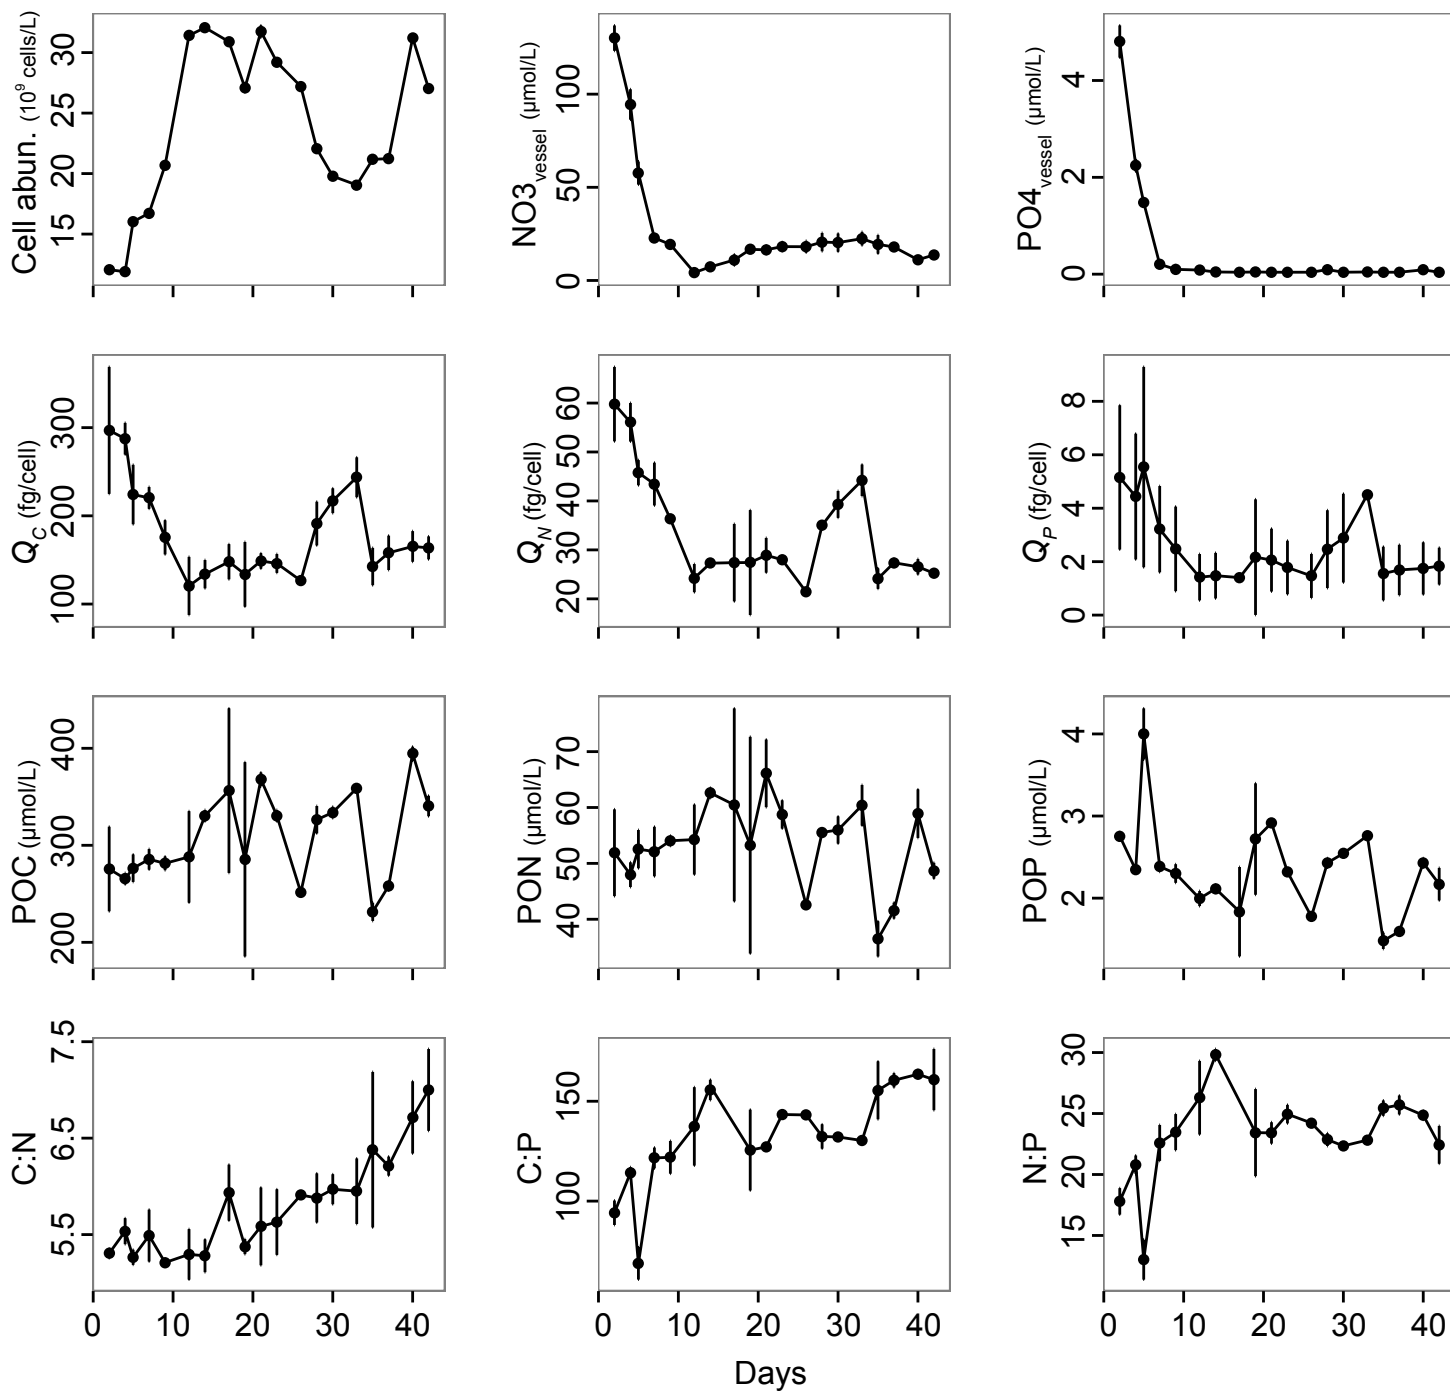 Cell abun. (10⁹ cells/L)
15 20 25 30
NO3vessel (µmol/L)
0 50 100
PO4vessel (µmol/L)
0 2 4
QC (fg/cell)
100 200 300
QN (fg/cell)
20 30 40 50 60
QP (fg/cell)
0 2 4 6 8
POC (µmol/L)
200 300 400
PON (µmol/L)
40 50 60 70
POP (µmol/L)
2 3 4
C:N
5.5 6.5 7.5
C:P
100 150
N:P
15 20 25 30
0 10 20 30 40
0 10 20 30 40
0 10 20 30 40
Days